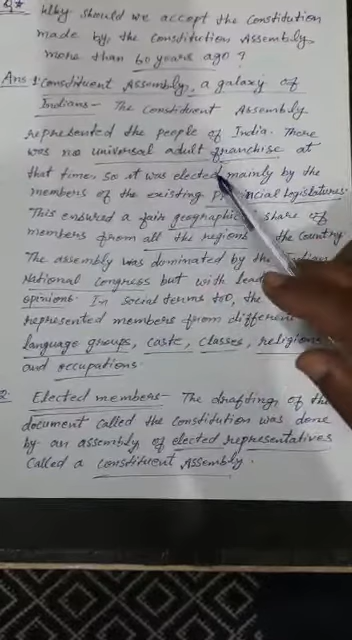 Q* Why should we accept the Constitution
made by the Constitution Assembly
more than 60 years ago ?
Ans 1: Constituent Assembly, a galaxy of
Indians - The Constituent Assembly
represented the people of India. There
was no universal adult franchise at
that time. So it was elected mainly by the
members of the existing provincial legislatures.
This ensured a fair geographical share of
members from all the regions the country
The assembly was dominated by the Indian
National congress but with
opinions. In social terms too, the
represented members from different
language groups, caste, classes, religions
and occupations.
2. Elected members - The drafting of the
document called the Constitution was done
by an assembly of elected representatives
called a constituent Assembly.